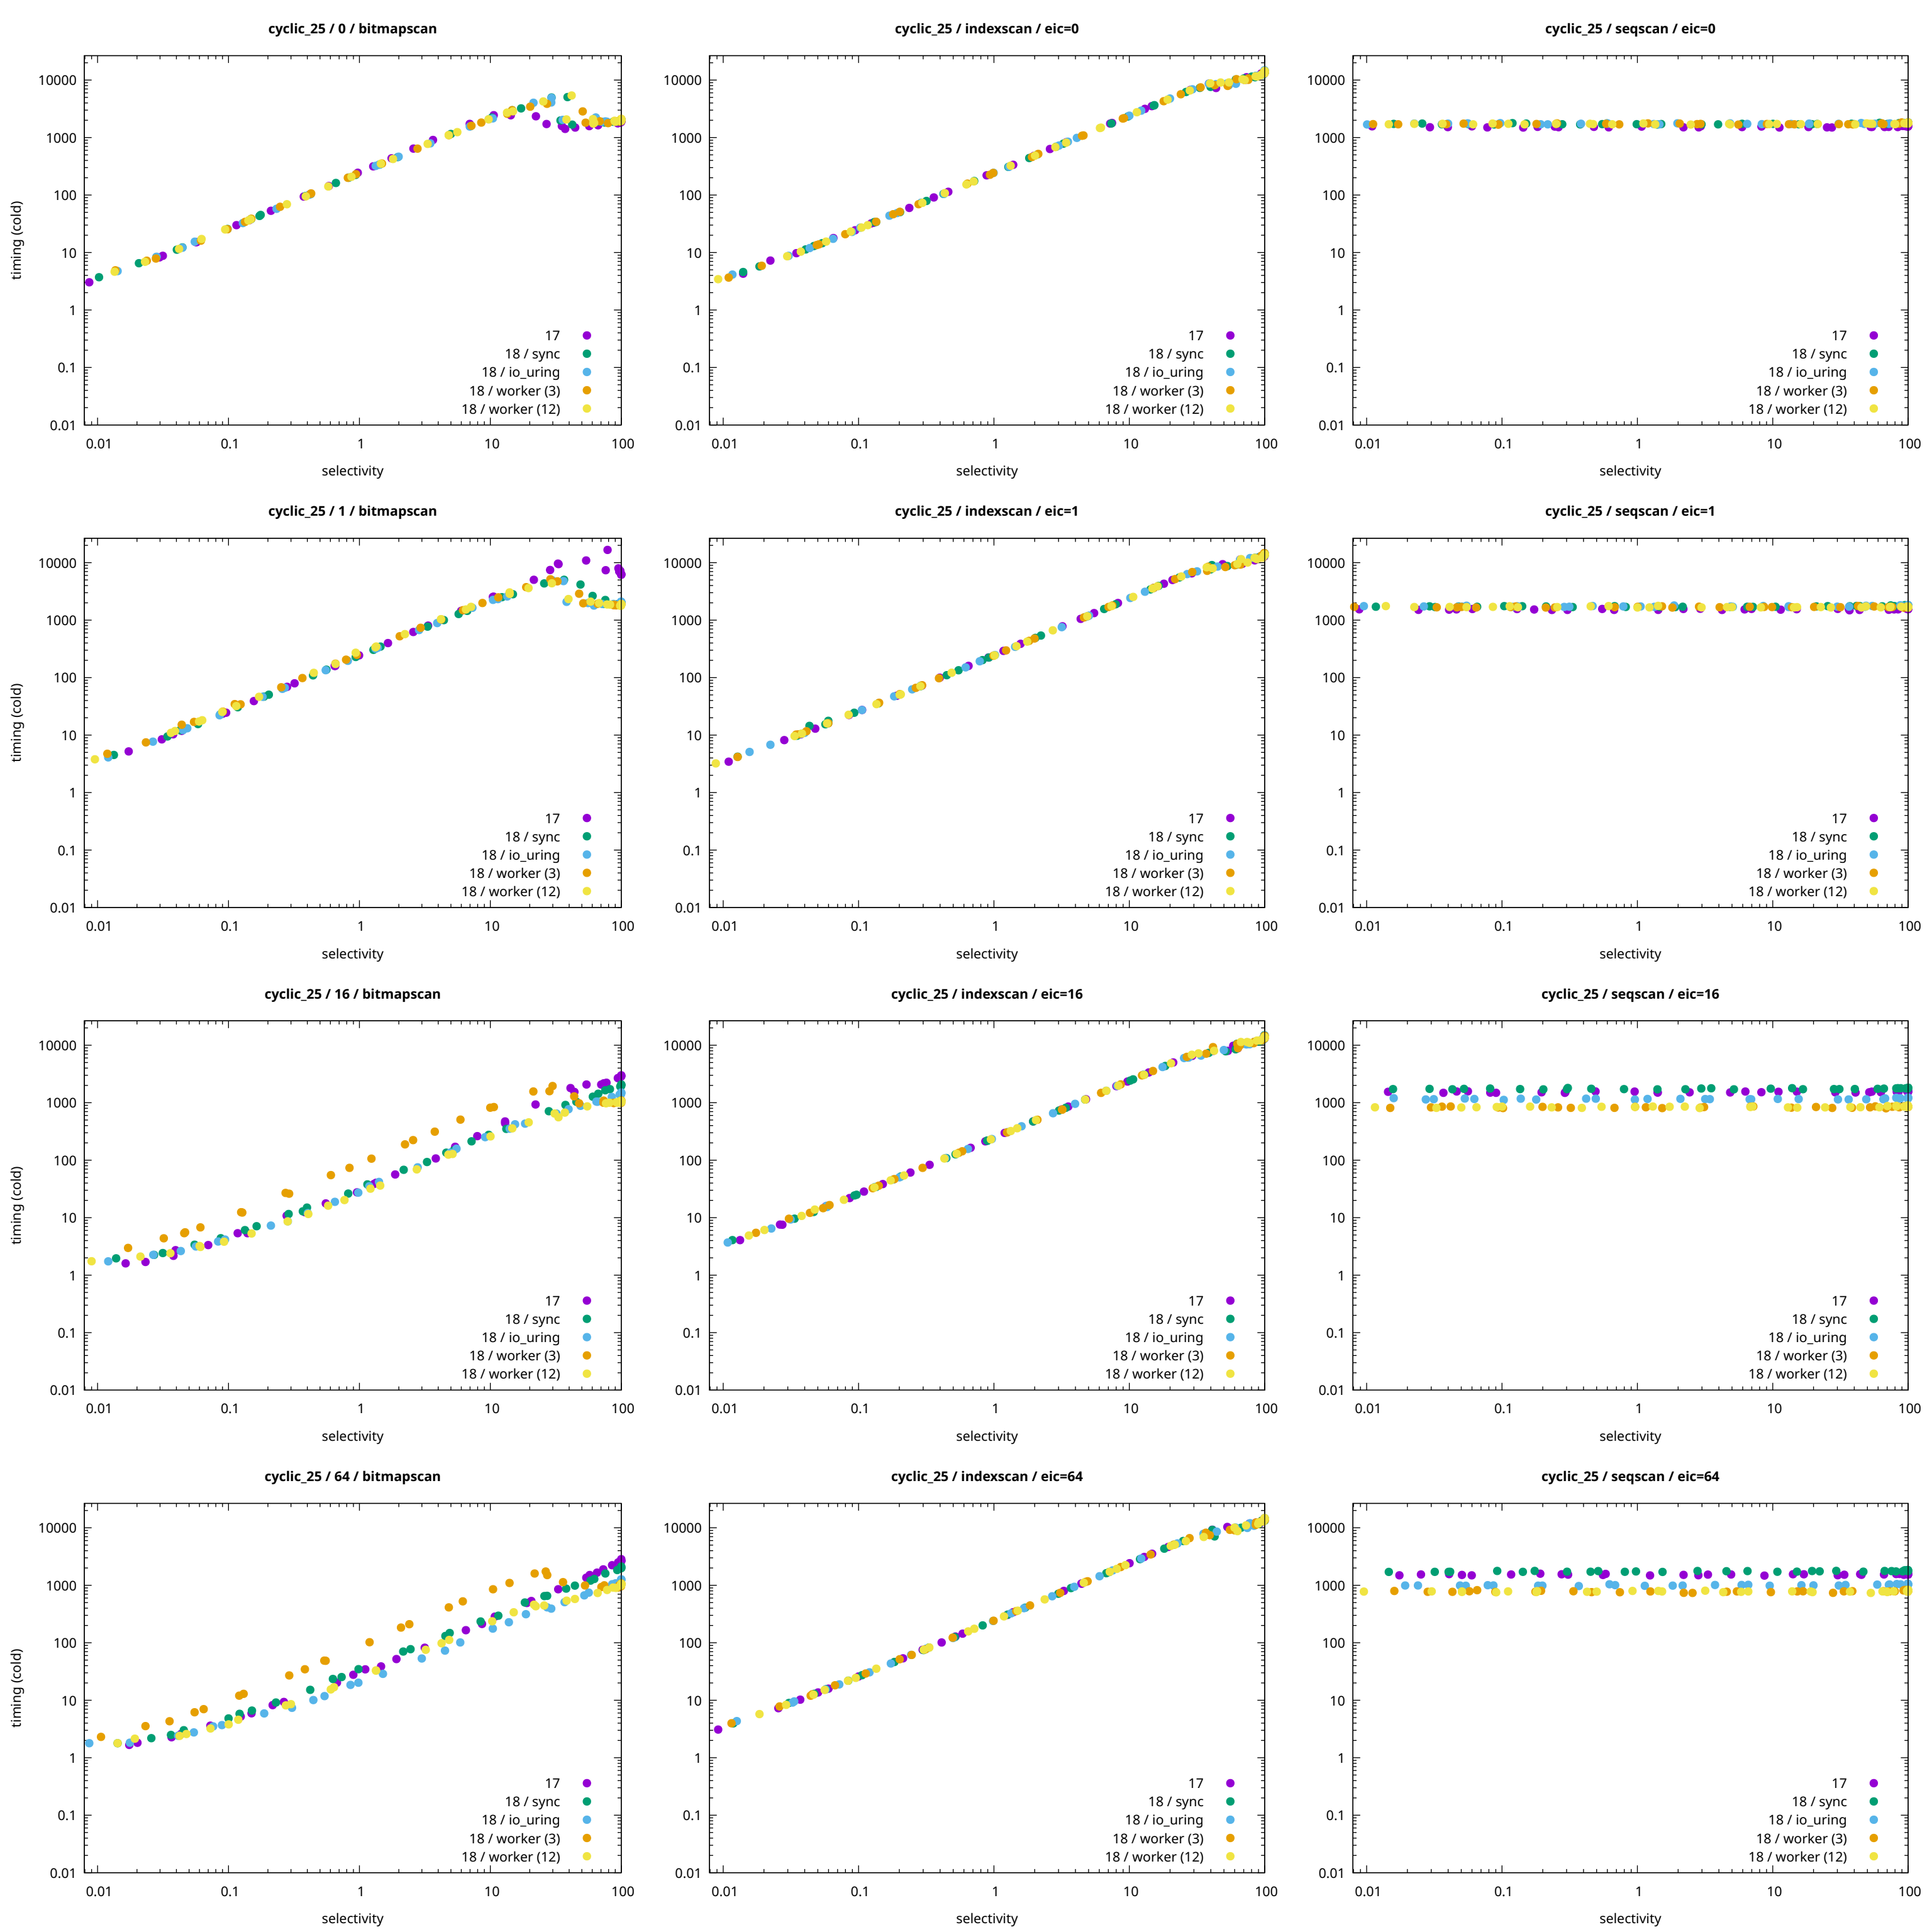 cyclic_25 / 0 / bitmapscan
timing (cold)
10000
1000
100
10
1
0.1
0.01
17
18 / sync
18 / io_uring
18 / worker (3)
18 / worker (12)
0.01 0.1 1 10 100
selectivity
cyclic_25 / indexscan / eic=0
10000
1000
100
10
1
0.1
0.01
17
18 / sync
18 / io_uring
18 / worker (3)
18 / worker (12)
0.01 0.1 1 10 100
selectivity
cyclic_25 / seqscan / eic=0
10000
1000
100
10
1
0.1
0.01
17
18 / sync
18 / io_uring
18 / worker (3)
18 / worker (12)
0.01 0.1 1 10 100
selectivity
cyclic_25 / 1 / bitmapscan
timing (cold)
10000
1000
100
10
1
0.1
0.01
17
18 / sync
18 / io_uring
18 / worker (3)
18 / worker (12)
0.01 0.1 1 10 100
selectivity
cyclic_25 / indexscan / eic=1
10000
1000
100
10
1
0.1
0.01
17
18 / sync
18 / io_uring
18 / worker (3)
18 / worker (12)
0.01 0.1 1 10 100
selectivity
cyclic_25 / seqscan / eic=1
10000
1000
100
10
1
0.1
0.01
17
18 / sync
18 / io_uring
18 / worker (3)
18 / worker (12)
0.01 0.1 1 10 100
selectivity
cyclic_25 / 16 / bitmapscan
timing (cold)
10000
1000
100
10
1
0.1
0.01
17
18 / sync
18 / io_uring
18 / worker (3)
18 / worker (12)
0.01 0.1 1 10 100
selectivity
cyclic_25 / indexscan / eic=16
10000
1000
100
10
1
0.1
0.01
17
18 / sync
18 / io_uring
18 / worker (3)
18 / worker (12)
0.01 0.1 1 10 100
selectivity
cyclic_25 / seqscan / eic=16
10000
1000
100
10
1
0.1
0.01
17
18 / sync
18 / io_uring
18 / worker (3)
18 / worker (12)
0.01 0.1 1 10 100
selectivity
cyclic_25 / 64 / bitmapscan
timing (cold)
10000
1000
100
10
1
0.1
0.01
17
18 / sync
18 / io_uring
18 / worker (3)
18 / worker (12)
0.01 0.1 1 10 100
selectivity
cyclic_25 / indexscan / eic=64
10000
1000
100
10
1
0.1
0.01
17
18 / sync
18 / io_uring
18 / worker (3)
18 / worker (12)
0.01 0.1 1 10 100
selectivity
cyclic_25 / seqscan / eic=64
10000
1000
100
10
1
0.1
0.01
17
18 / sync
18 / io_uring
18 / worker (3)
18 / worker (12)
0.01 0.1 1 10 100
selectivity